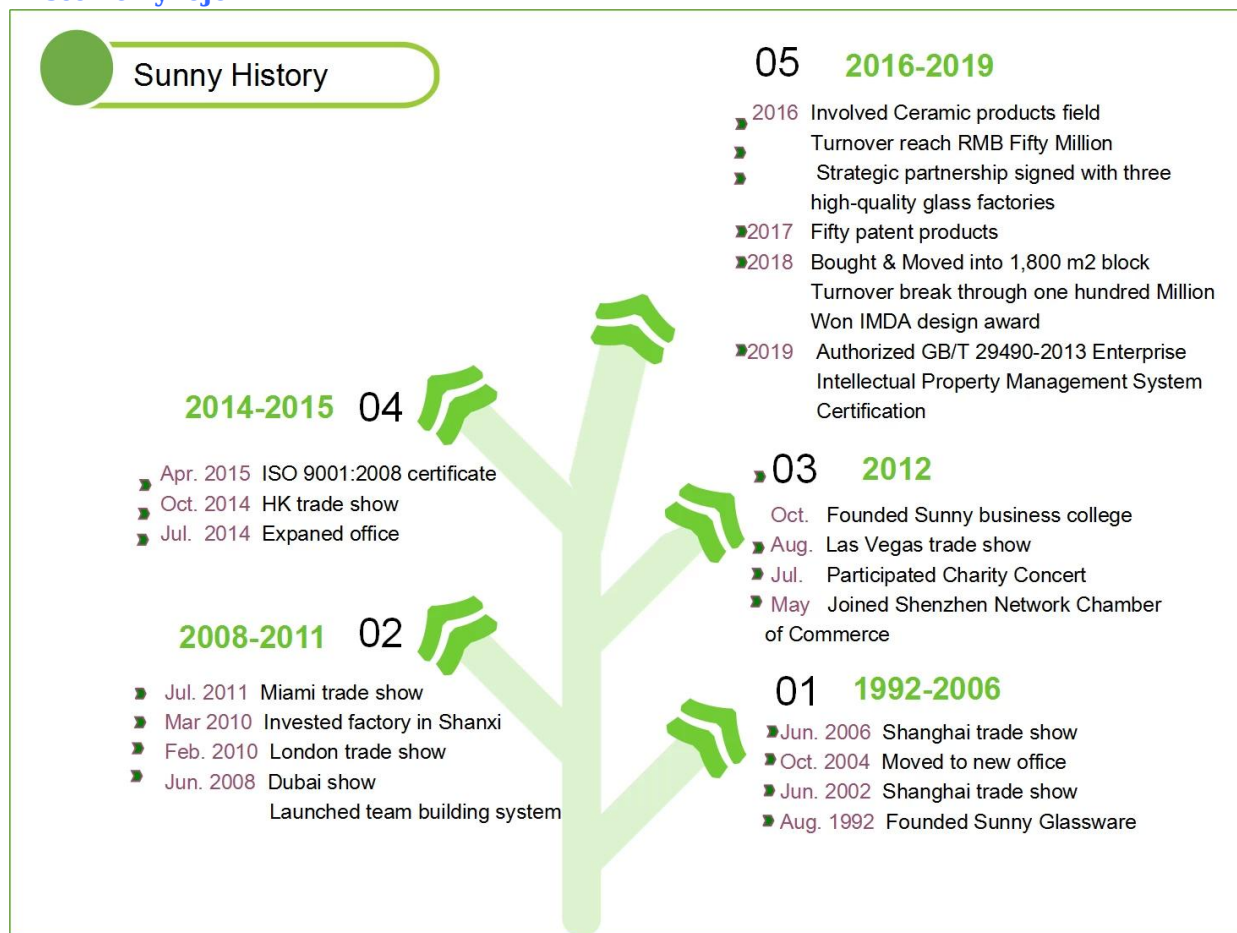 Sunny History
05 2016-2019
2016 Involved Ceramic products field
Turnover reach RMB Fifty Million
Strategic partnership signed with three
high-quality glass factories
2017 Fifty patent products
2018 Bought & Moved into 1,800 m2 block
Turnover break through one hundred Million
Won IMDA design award
2019 Authorized GB/T 29490-2013 Enterprise
Intellectual Property Management System
Certification
2014-2015 04
Apr. 2015 ISO 9001:2008 certificate
Oct. 2014 HK trade show
Jul. 2014 Expaned office
03 2012
Oct. Founded Sunny business college
Aug. Las Vegas trade show
Jul. Participated Charity Concert
May Joined Shenzhen Network Chamber
of Commerce
2008-2011 02
Jul. 2011 Miami trade show
Mar 2010 Invested factory in Shanxi
Feb. 2010 London trade show
Jun. 2008 Dubai show
Launched team building system
01 1992-2006
Jun. 2006 Shanghai trade show
Oct. 2004 Moved to new office
Jun. 2002 Shanghai trade show
Aug. 1992 Founded Sunny Glassware